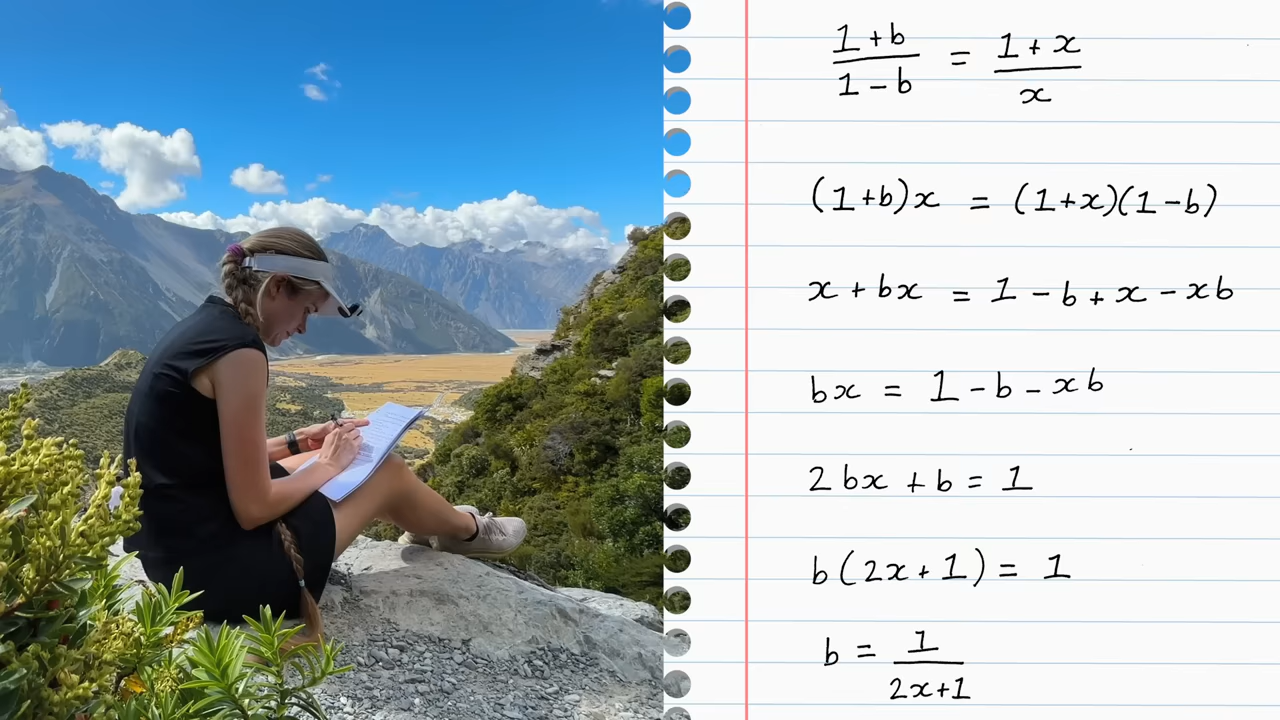 (1+b)/(1-b) = (1+x)/x
(1+b)x = (1+x)(1-b)
x + bx = 1 - b + x - xb
bx = 1 - b - xb
2bx + b = 1
b(2x+1) = 1
b = 1/(2x+1)